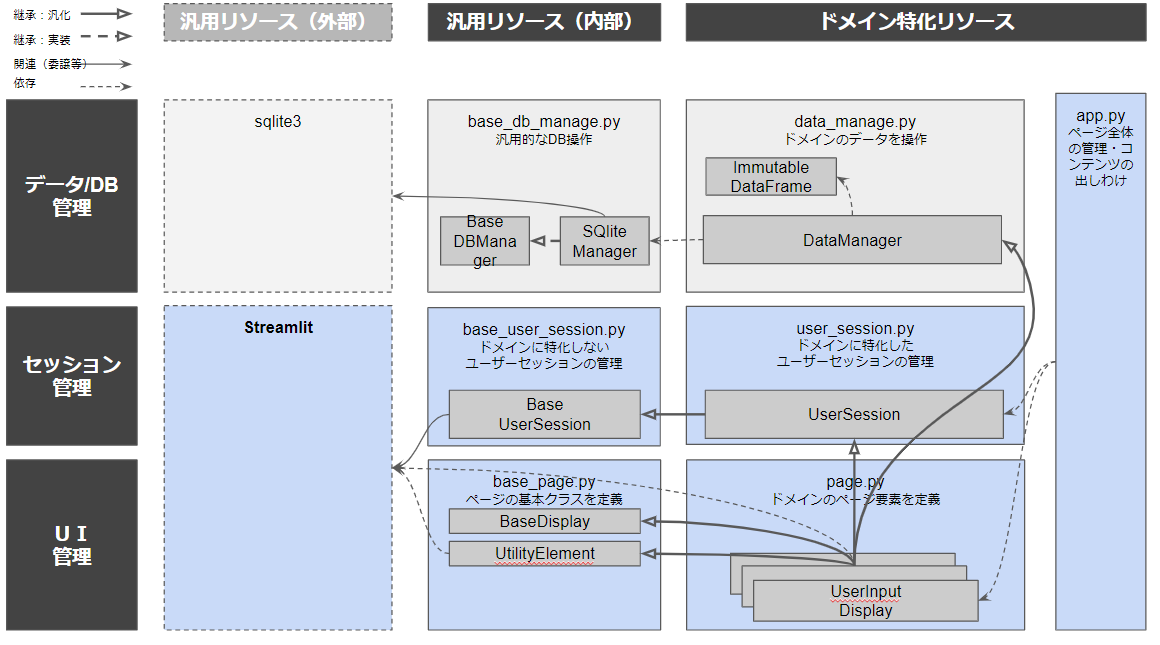 継承：汎化
継承：実装
関連（委譲等）
依存
汎用リソース（外部）
汎用リソース（内部）
ドメイン特化リソース
データ/DB
管理
sqlite3
base_db_manage.py
汎用的なDB操作
Base
DBMana
ger
SQlite
Manager
data_manage.py
ドメインのデータを操作
Immutable
DataFrame
DataManager
app.py
ページ全体
の管理・コ
ンテンツの
出しわけ
セッション
管理
Streamlit
base_user_session.py
ドメインに特化しない
ユーザーセッションの管理
Base
UserSession
user_session.py
ドメインに特化した
ユーザーセッションの管理
UserSession
ＵＩ
管理
base_page.py
ページの基本クラスを定義
BaseDisplay
UtilityElement
page.py
ドメインのページ要素を定義
UserInput
Display